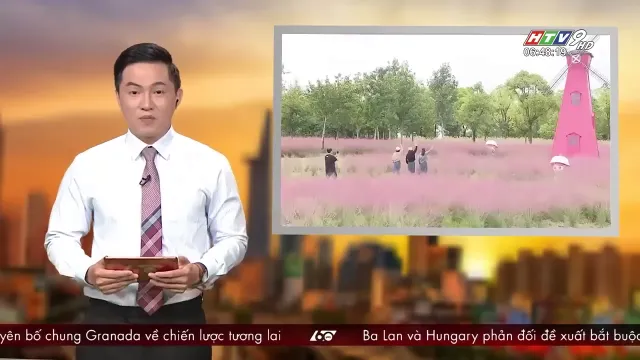 HTV9 HD
06:48:19
yên bố chung Granada về chiến lược tương lai
60
Ba Lan và Hungary phản đối đề xuất bắt buộ